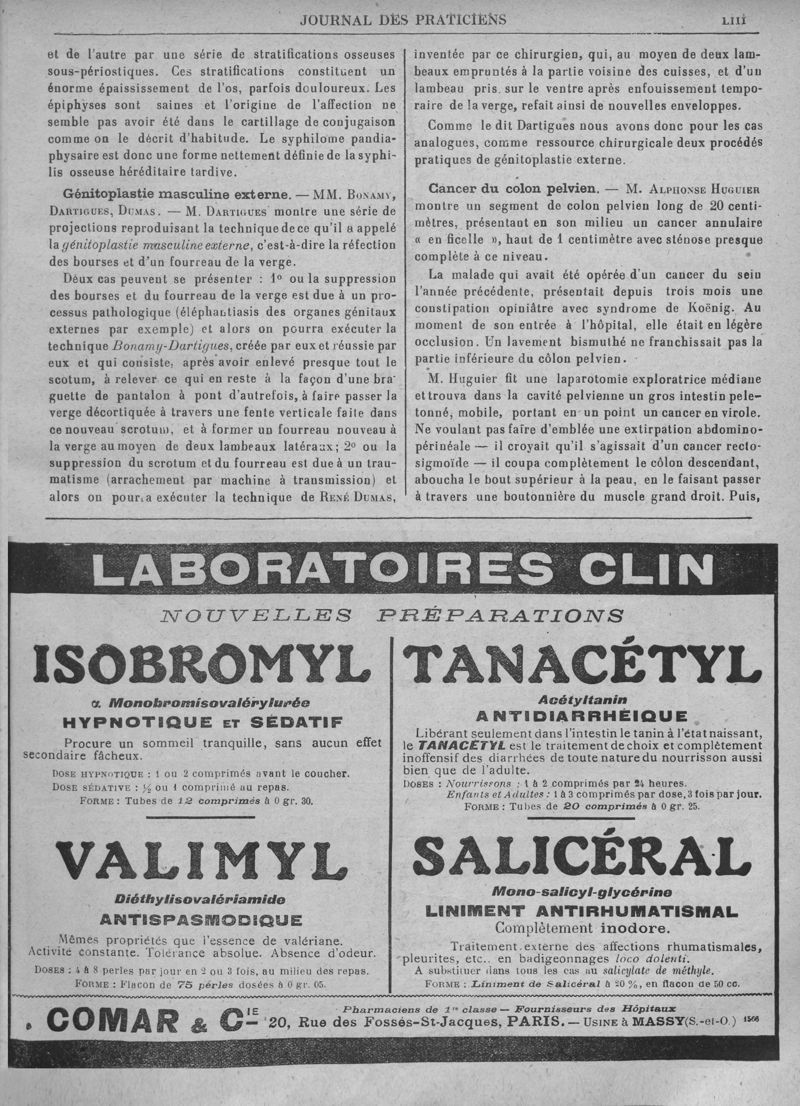 JOURNAL DES PRATICIENS
LIII
et de l'autre par une série de stratifications osseuses
sous-périostiques. Ces stratifications constituent un
énorme épaississement de l'os, parfois douloureux. Les
épiphyses sont saines et l'origine de l'affection ne
semble pas avoir été dans le cartillage de conjugaison
comme on le décrit d'habitude. Le syphilome pandia-
physaire est donc une forme nettement définie de la syphi-
lis osseuse héréditaire tardive.
Génitoplastie masculine externe. — MM. BONAMY,
DARTIGUES, DUMAS. — M. DARTIGUES montre une série de
projections reproduisant la technique de ce qu'il a appelé
la génitoplastie masculine externe, c'est-à-dire la réfection
des bourses et d'un fourreau de la verge.
Deux cas peuvent se présenter : 1º ou la suppression
des bourses et du fourreau de la verge est due à un pro-
cessus pathologique (éléphantiasis des organes génitaux
externes par exemple) et alors on pourra exécuter la
technique Bonamy-Dartigues, créée par eux et réussie par
eux et qui consiste, après avoir enlevé presque tout le
scotum, à relever ce qui en reste à la façon d'une bra-
guette de pantalon à pont d'autrefois, à faire passer la
verge décortiquée à travers une fente verticale faite dans
ce nouveau scrotum, et à former un fourreau nouveau à
la verge au moyen de deux lambeaux latéraux; 2º ou la
suppression du scrotum et du fourreau est due à un trau-
matisme (arrachement par machine à transmission) et
alors on pourra exécuter la technique de RENÉ DUMAS,
inventée par ce chirurgien, qui, au moyen de deux lam-
beaux empruntés à la partie voisine des cuisses, et d'un
lambeau pris sur le ventre après enfouissement tempo-
raire de la verge, refait ainsi de nouvelles enveloppes.
Comme le dit Dartigues nous avons donc pour les cas
analogues, comme ressource chirurgicale deux procédés
pratiques de génitoplastie externe.
Cancer du colon pelvien. — M. ALPHONSE HUGUIER
montre un segment de colon pelvien long de 20 centi-
mètres, présentant en son milieu un cancer annulaire
« en ficelle », haut de 1 centimètre avec sténose presque
complète à ce niveau.
La malade qui avait été opérée d'un cancer du sein
l'année précédente, présentait depuis trois mois une
constipation opiniâtre avec syndrome de Koënig. Au
moment de son entrée à l'hôpital, elle était en légère
occlusion. Un lavement bismuthé ne franchissait pas la
partie inférieure du côlon pelvien.
M. Huguier fit une laparotomie exploratrice médiane
et trouva dans la cavité pelvienne un gros intestin pele-
tonné, mobile, portant en un point un cancer en virole.
Ne voulant pas faire d'emblée une extirpation abdomino-
périnéale — il croyait qu'il s'agissait d'un cancer recto-
sigmoïde — il coupa complètement le côlon descendant,
aboucha le bout supérieur à la peau, en le faisant passer
à travers une boutonnière du muscle grand droit. Puis,
LABORATOIRES CLIN
NOUVELLES PRÉPARATIONS
ISOBROMYL
α Monobromisovalérylurée
HYPNOTIQUE ET SÉDATIF
Procure un sommeil tranquille, sans aucun effet
secondaire fâcheux.
DOSE HYPNOTIQUE : 1 ou 2 comprimés avant le coucher.
DOSE SÉDATIVE : ½ ou 1 comprimé au repas.
FORME : Tubes de 12 comprimés à 0 gr. 30.
TANACÉTYL
Acétyltanin
ANTIDIARRHÉIQUE
Libérant seulement dans l'intestin le tanin à l'état naissant,
le TANACÉTYL est le traitement de choix et complètement
inoffensif des diarrhées de toute nature du nourrisson aussi
bien que de l'adulte.
DOSES : Nourrissons : 1 à 2 comprimés par 24 heures.
Enfants et Adultes : 1 à 3 comprimés par dose, 3 fois par jour.
FORME : Tubes de 20 comprimés à 0 gr. 25.
VALIMYL
Diéthylisovalériamide
ANTISPASMODIQUE
Mêmes propriétés que l'essence de valériane.
Activité constante. Tolérance absolue. Absence d'odeur.
DOSES : 4 à 8 perles par jour en 2 ou 3 fois, au milieu des repas.
FORME : Flacon de 75 perles dosées à 0 gr. 05.
SALICÉRAL
Mono-salicyl-glycérine
LINIMENT ANTIRHUMATISMAL
Complètement inodore.
Traitement externe des affections rhumatismales,
pleurites, etc.. en badigeonnages loco dolenti.
A substituer dans tous les cas au salicylate de méthyle.
FORME : Liniment de Salicéral à 20 %, en flacon de 50 cc.
COMAR & CIE
Pharmaciens de 1re classe — Fournisseurs des Hôpitaux
20, Rue des Fossés-St-Jacques, PARIS. — USINE à MASSY (S.-et-O.) 1566